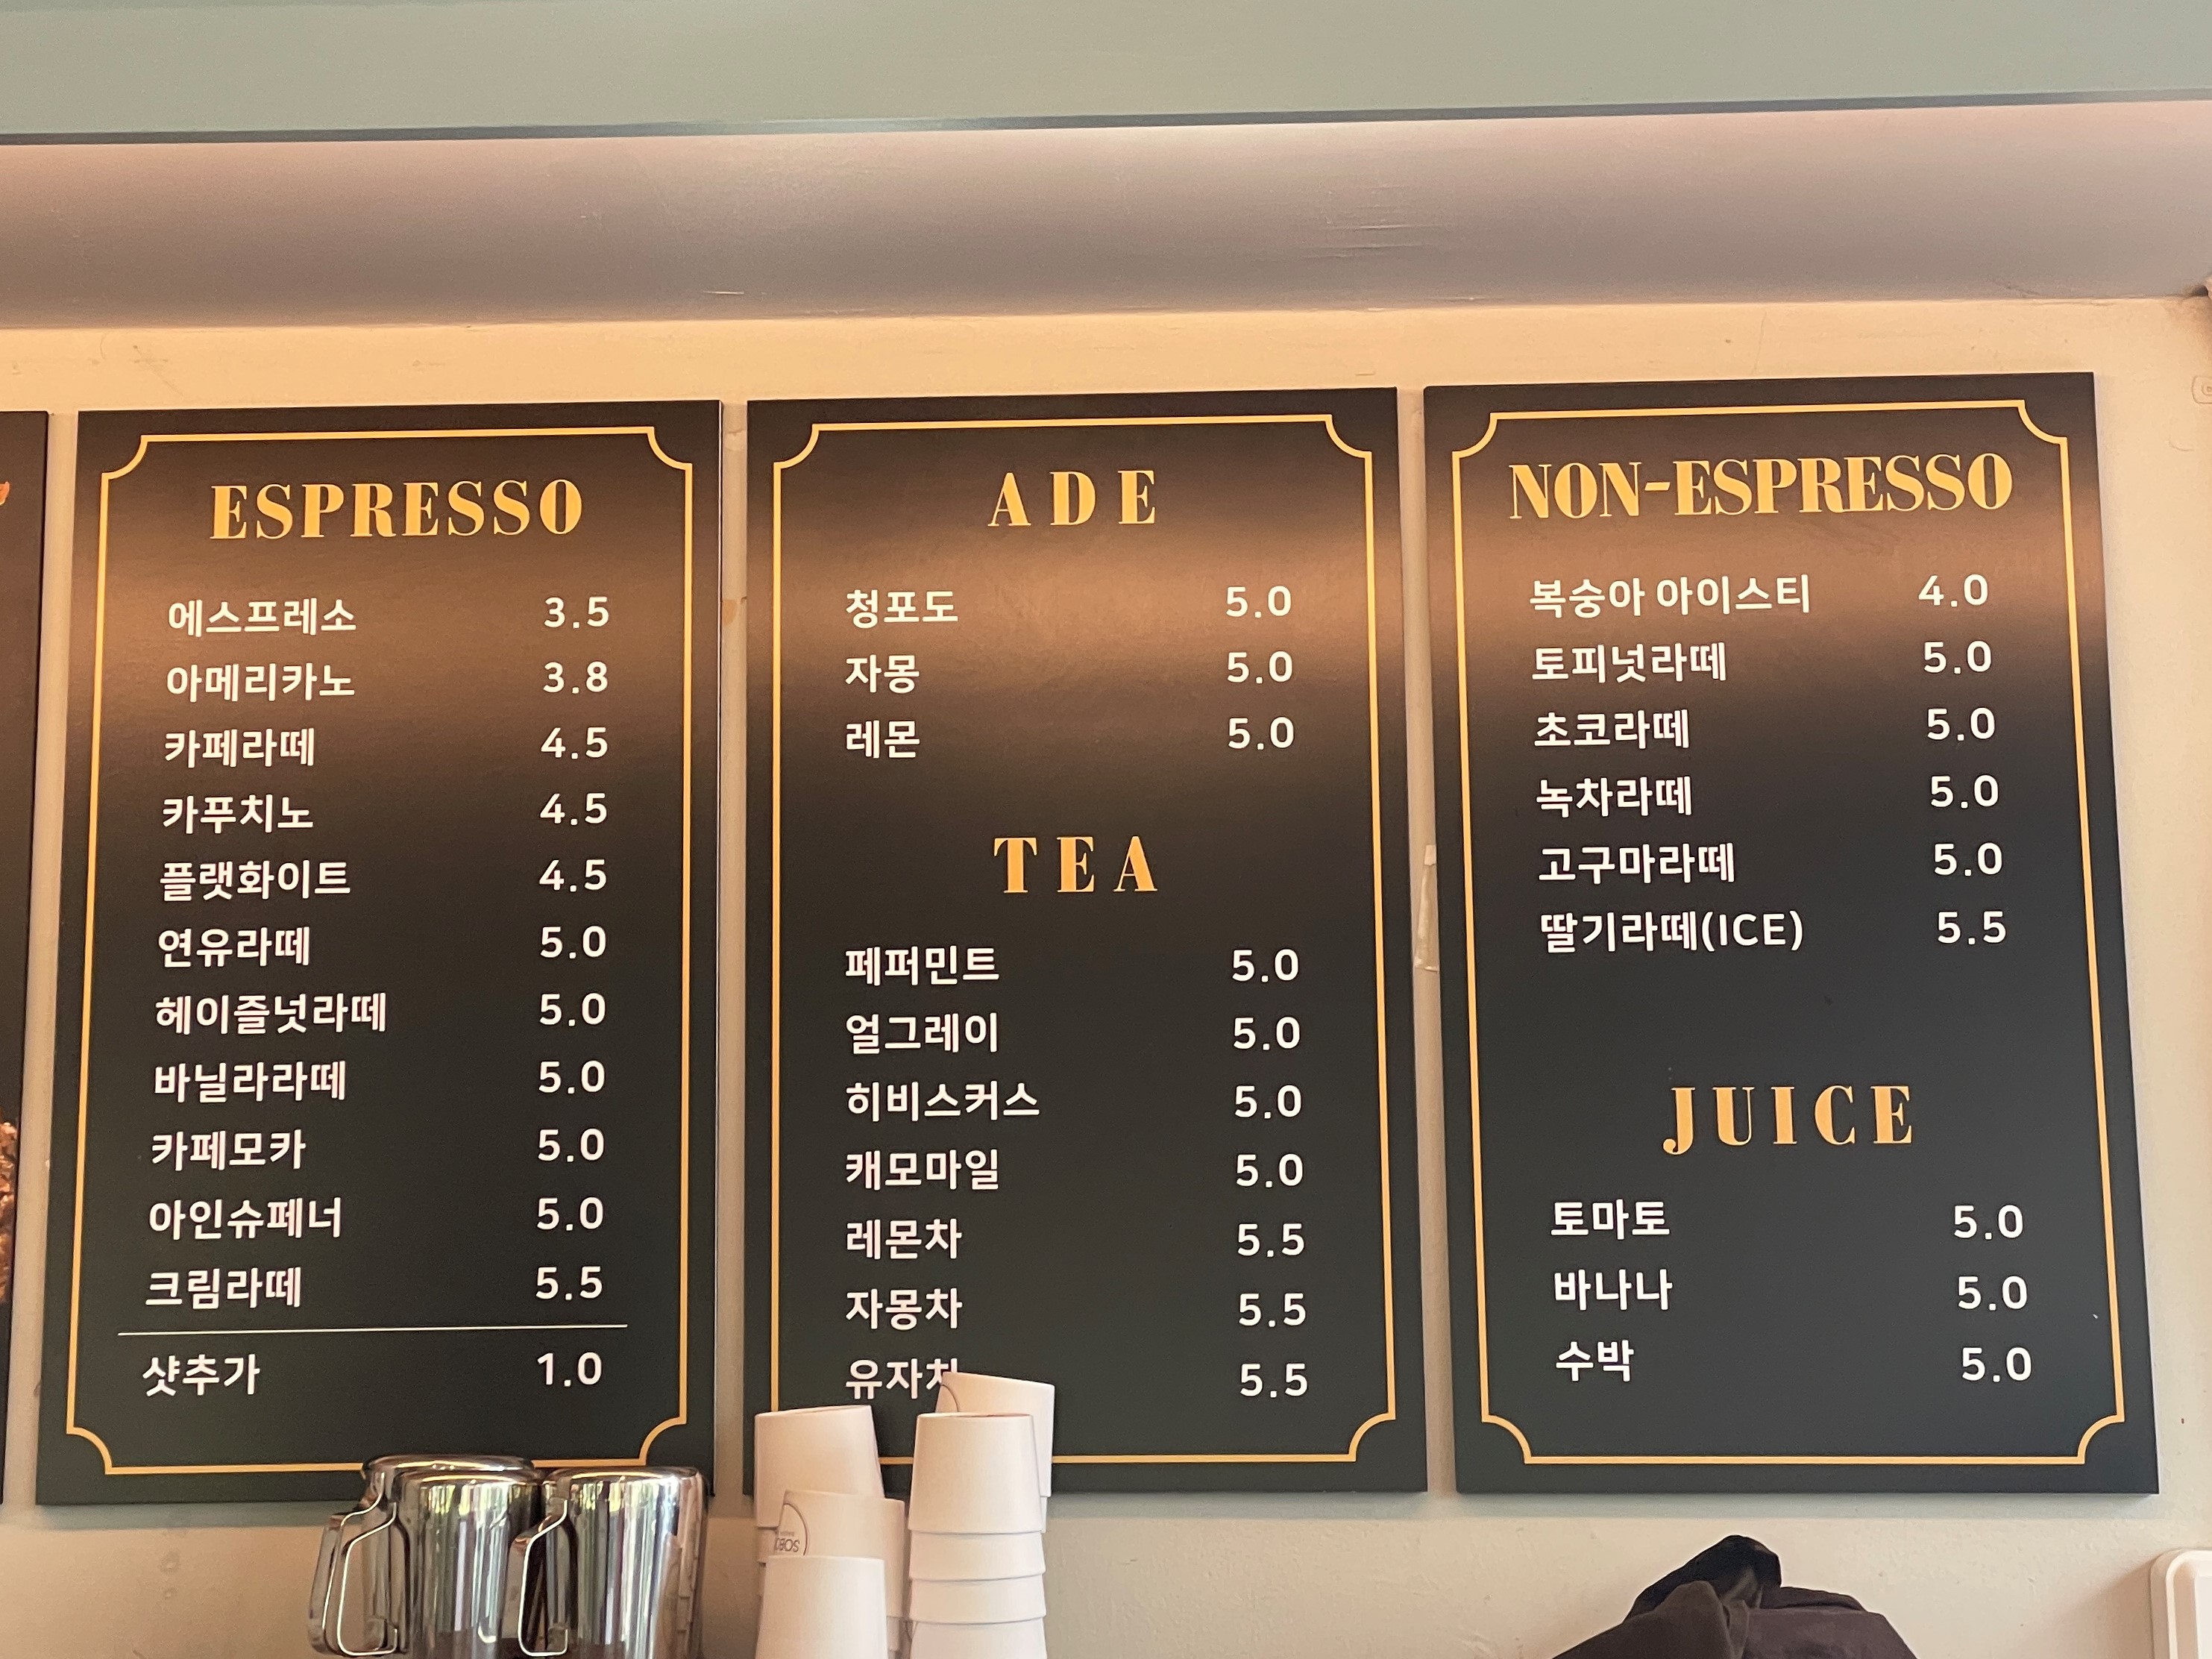 ESPRESSO
에스프레소 3.5
아메리카노 3.8
카페라떼 4.5
카푸치노 4.5
플랫화이트 4.5
연유라떼 5.0
헤이즐넛라떼 5.0
바닐라라떼 5.0
카페모카 5.0
아인슈페너 5.0
크림라떼 5.5
샷추가 1.0
ADE
청포도 5.0
자몽 5.0
레몬 5.0
TEA
페퍼민트 5.0
얼그레이 5.0
히비스커스 5.0
캐모마일 5.0
레몬차 5.5
자몽차 5.5
유자차 5.5
NON-ESPRESSO
복숭아 아이스티 4.0
토피넛라떼 5.0
초코라떼 5.0
녹차라떼 5.0
고구마라떼 5.0
딸기라떼(ICE) 5.5
JUICE
토마토 5.0
바나나 5.0
수박 5.0